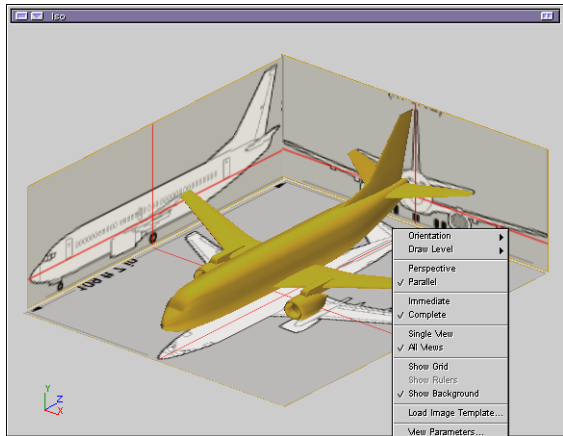 Iso
Orientation
Draw Level
Perspective
Parallel
Immediate
Complete
Single View
All Views
Show Grid
Show Rulers
Show Background
Load Image Template...
View Parameters...
Y
Z
X